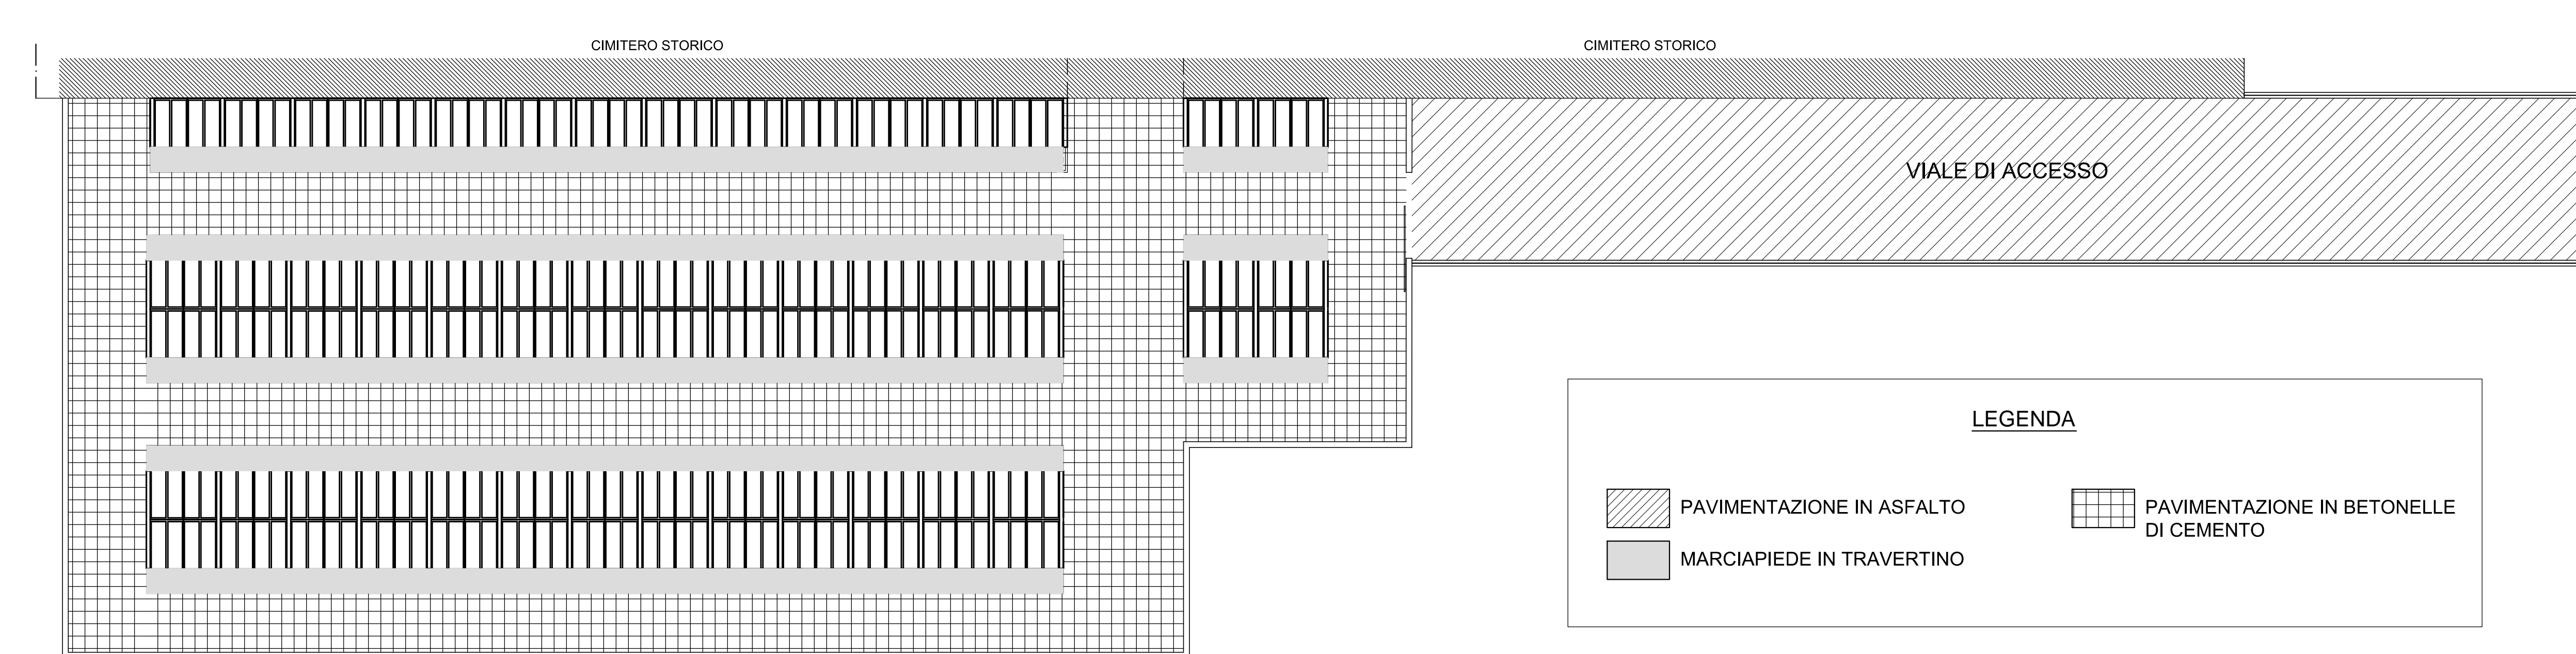 CIMITERO STORICO
CIMITERO STORICO
VIALE DI ACCESSO
LEGENDA
PAVIMENTAZIONE IN ASFALTO
PAVIMENTAZIONE IN BETONELLE
DI CEMENTO
MARCIAPIEDE IN TRAVERTINO